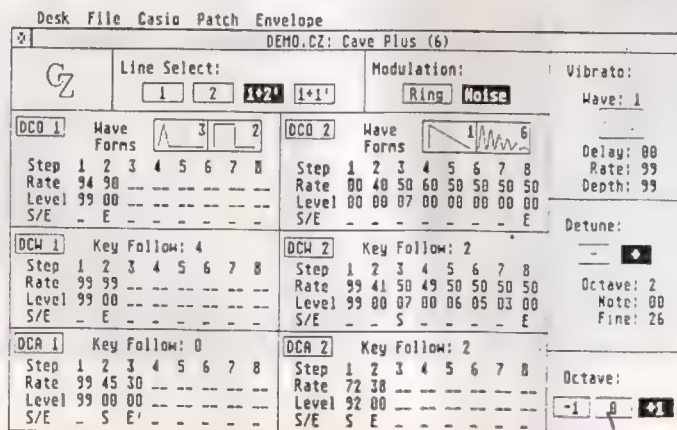 Desk File Casio Patch Envelope
DEMO.CZ: Cave Plus (6)
CZ
Line Select:
1 2 1+2' 1+1'
Modulation:
Ring Noise
Vibrato:
Wave: 1
Delay: 00
Rate: 99
Depth: 99
DCO 1 Wave Forms 3 2
Step 1 2 3 4 5 6 7 8
Rate 94 90 -- -- -- -- -- --
Level 99 00 -- -- -- -- -- --
S/E _ E _ _ _ _ _ _
DCO 2 Wave Forms 1 6
Step 1 2 3 4 5 6 7 8
Rate 00 40 50 60 50 50 50 50
Level 00 00 07 00 00 00 00 00
S/E _ _ _ _ _ _ _ E
Detune:
- +
Octave: 2
Note: 00
Fine: 26
DCW 1 Key Follow: 4
Step 1 2 3 4 5 6 7 8
Rate 99 99 -- -- -- -- -- --
Level 99 00 -- -- -- -- -- --
S/E _ E _ _ _ _ _ _
DCW 2 Key Follow: 2
Step 1 2 3 4 5 6 7 8
Rate 99 41 50 49 50 50 50 50
Level 99 00 07 00 06 05 03 00
S/E _ _ S _ _ _ _ E
DCA 1 Key Follow: 0
Step 1 2 3 4 5 6 7 8
Rate 99 45 30 -- -- -- -- --
Level 99 00 00 -- -- -- -- --
S/E _ S E' _ _ _ _ _
DCA 2 Key Follow: 2
Step 1 2 3 4 5 6 7 8
Rate 72 38 -- -- -- -- -- --
Level 92 00 -- -- -- -- -- --
S/E S E _ _ _ _ _ _
Octave:
-1 0 +1